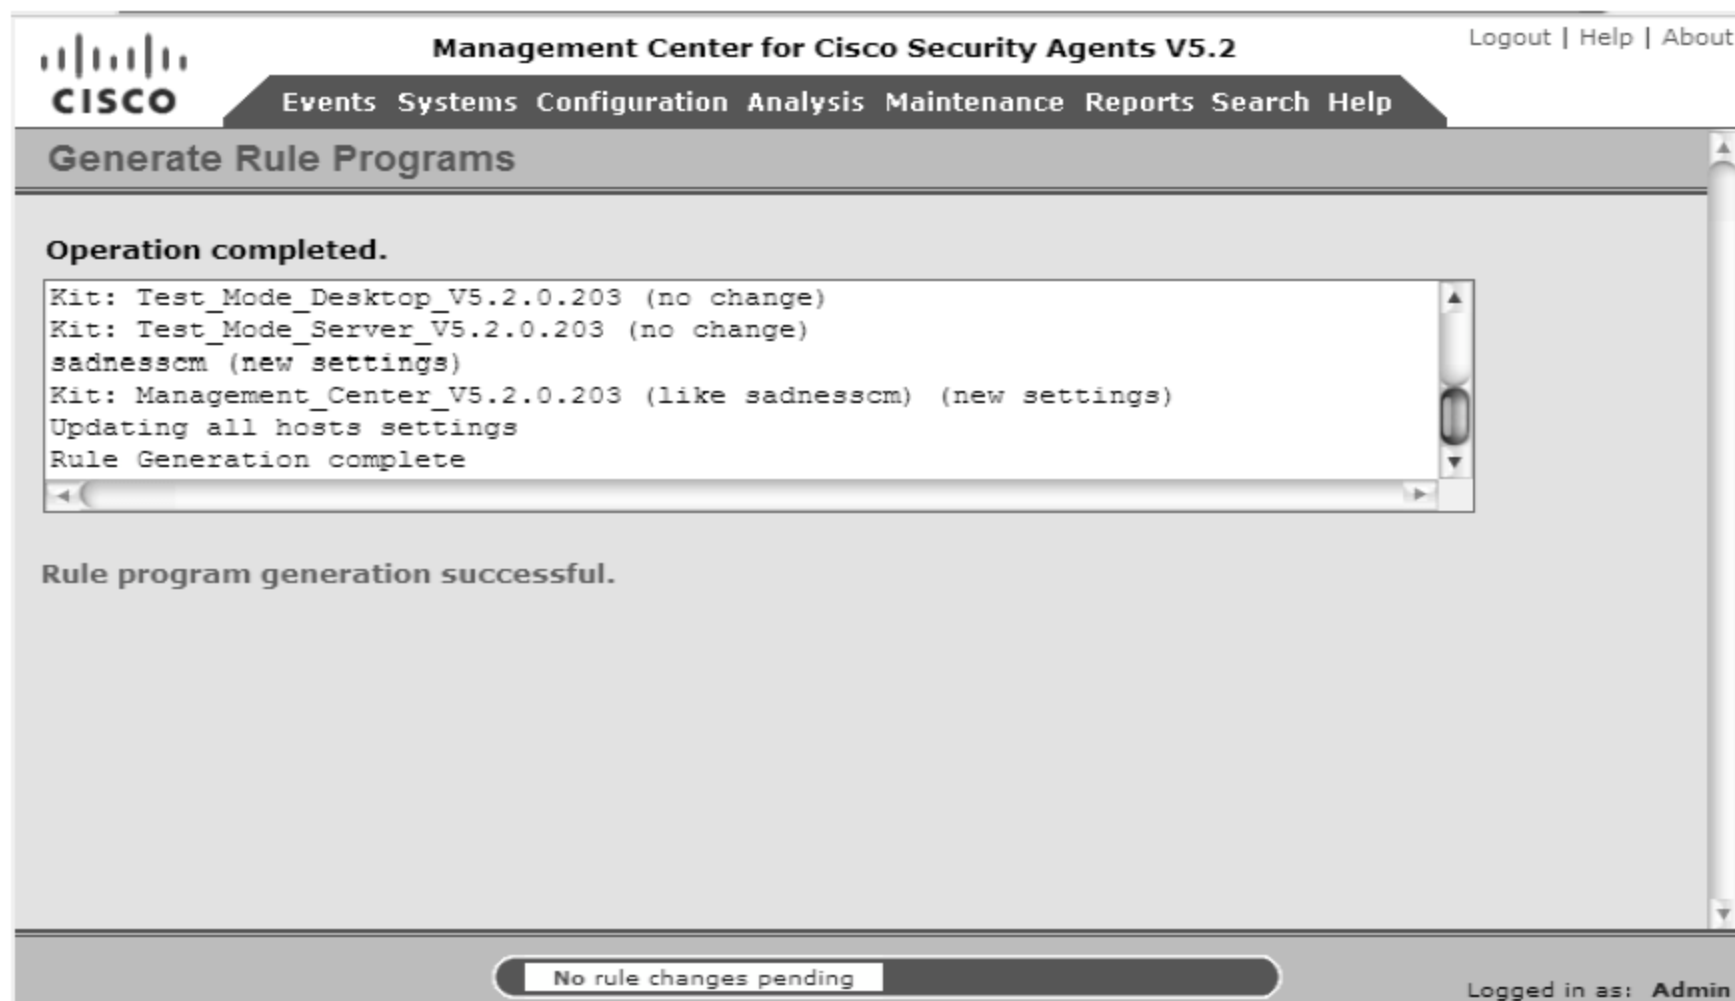 Management Center for Cisco Security Agents V5.2
Logout | Help | About
CISCO
Events Systems Configuration Analysis Maintenance Reports Search Help
Generate Rule Programs
Operation completed.
Kit: Test_Mode_Desktop_V5.2.0.203 (no change)
Kit: Test_Mode_Server_V5.2.0.203 (no change)
sadnesscm (new settings)
Kit: Management_Center_V5.2.0.203 (like sadnesscm) (new settings)
Updating all hosts settings
Rule Generation complete
Rule program generation successful.
No rule changes pending
Logged in as: Admin